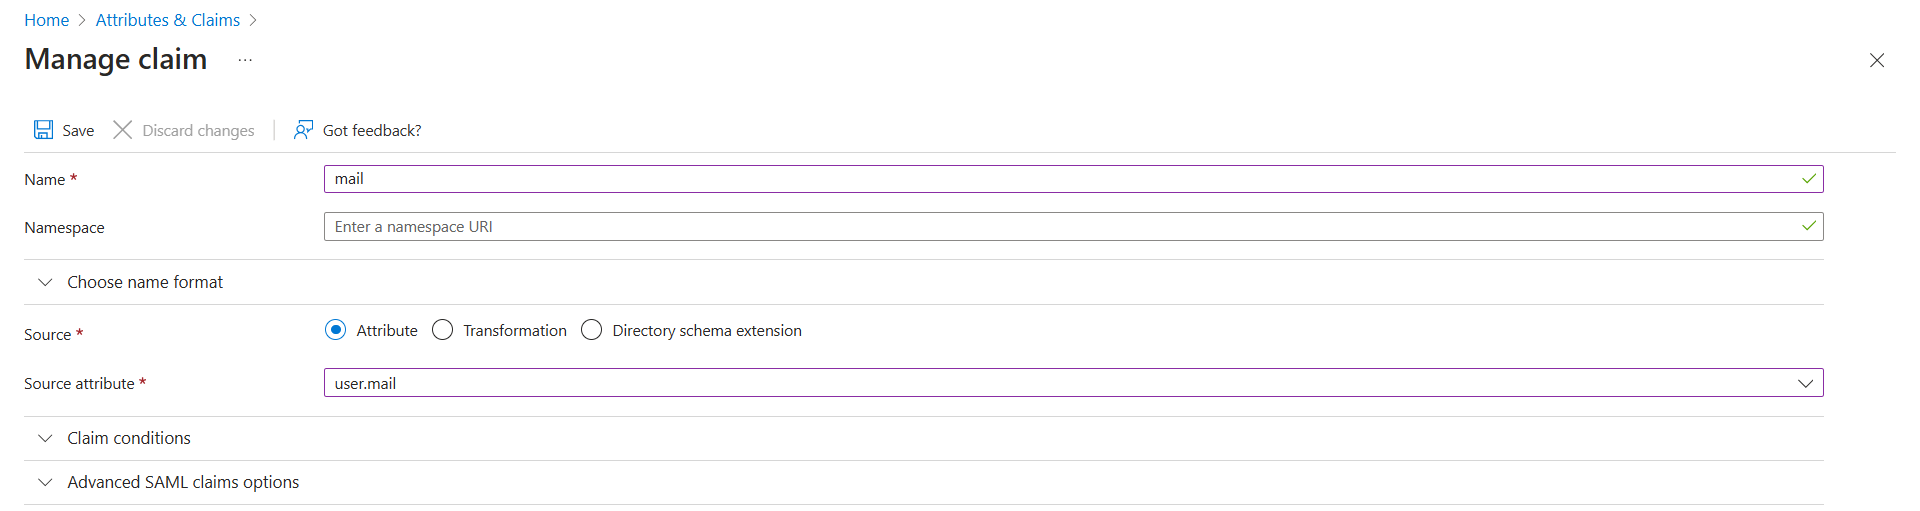 Home > Attributes & Claims >
Manage claim ...
Save Discard changes Got feedback?
Name * mail
Namespace Enter a namespace URI
Choose name format
Source * Attribute Transformation Directory schema extension
Source attribute * user.mail
Claim conditions
Advanced SAML claims options